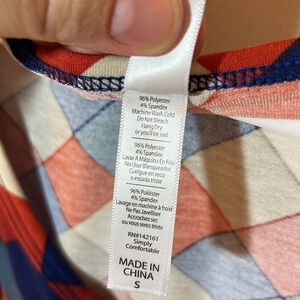 96% Polyester
4% Spandex
Machine Wash Cold
Do Not Bleach
Hang Dry
or you'll be sad
96% Polyester
4% Spandex
Lavar A Máquina En Frio
No Usar Blanqueador
Cuelgue en seco
o estarás triste
96% Poliéster
4% Spandex
Lavage en machine à froid
Ne Pas Javelliser
Accrochez sec
ou vous serez triste
RN#142161
Simply
Comfortable
MADE IN
CHINA
S